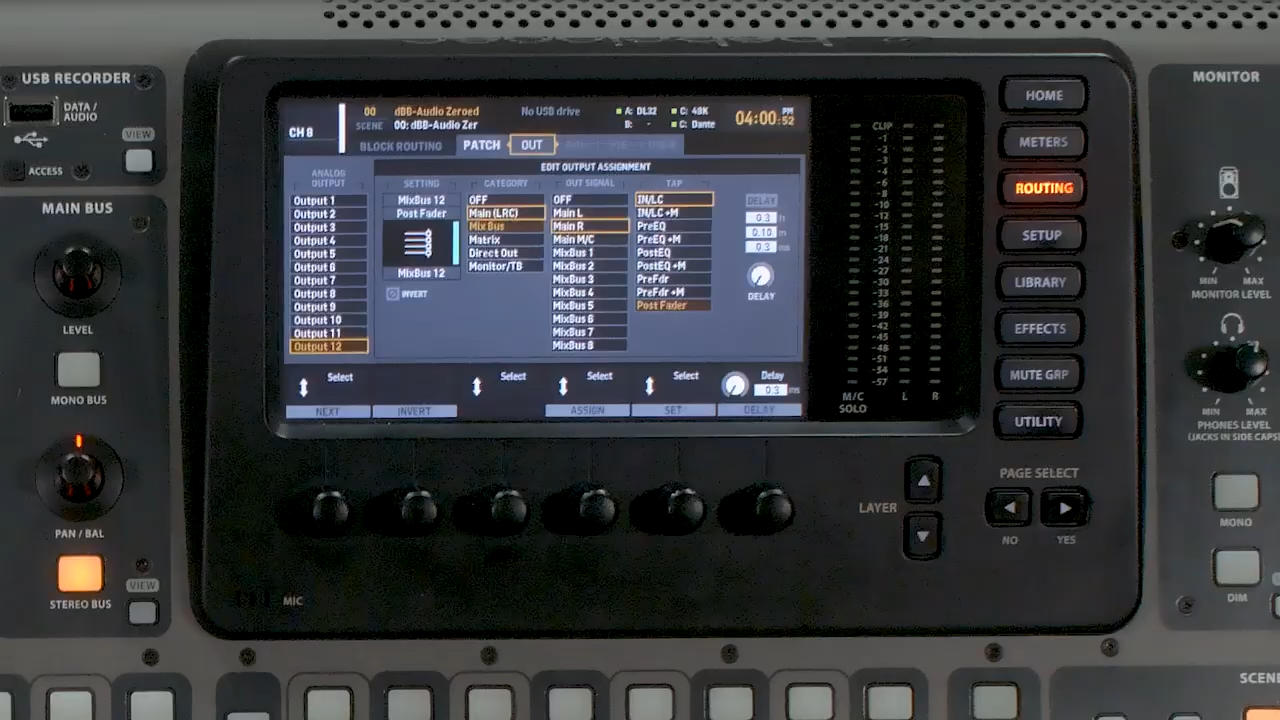 USB RECORDER
DATA / AUDIO
VIEW
ACCESS
MAIN BUS
LEVEL
MONO BUS
PAN / BAL
STEREO BUS
VIEW
CH 8
00 dBB-Audio Zeroed
SCENE 00: dBB-Audio Zer
No USB drive
A: DL32 C: 48K
B: - C: Dante
04:00:52 PM
BLOCK ROUTING PATCH OUT
EDIT OUTPUT ASSIGNMENT
ANALOG OUTPUT
Output 1
Output 2
Output 3
Output 4
Output 5
Output 6
Output 7
Output 8
Output 9
Output 10
Output 11
Output 12
SETTING
MixBus 12
Post Fader
MixBus 12
INVERT
CATEGORY
OFF
Main (LRC)
Mix Bus
Matrix
Direct Out
Monitor/TB
OUT SIGNAL
OFF
Main L
Main R
Main M/C
MixBus 1
MixBus 2
MixBus 3
MixBus 4
MixBus 5
MixBus 6
MixBus 7
MixBus 8
TAP
IN/LC
IN/LC +M
PreEQ
PreEQ +M
PostEQ
PostEQ +M
PreFdr
PreFdr +M
Post Fader
DELAY
0.3 ft
0.10 m
0.3 ms
DELAY
Select Select Select Select Delay
0.3 ms
NEXT INVERT ASSIGN SET DELAY
CLIP
-1
-2
-3
-4
-6
-8
-10
-12
-15
-18
-21
-24
-27
-30
-33
-36
-39
-42
-45
-48
-51
-54
-57
M/C SOLO L R
HOME
METERS
ROUTING
SETUP
LIBRARY
EFFECTS
MUTE GRP
UTILITY
LAYER
PAGE SELECT
NO YES
MIC
MONITOR
MIN MAX
MONITOR LEVEL
MIN MAX
PHONES LEVEL
(JACKS IN SIDE CAPS)
MONO
DIM
SCENE